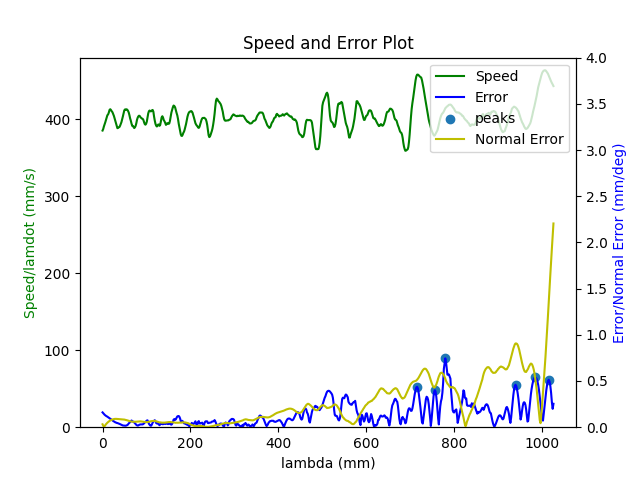 Speed and Error Plot
Speed
Error
peaks
Normal Error
Speed/lamdot (mm/s)
400
300
200
100
0
4.0
3.5
3.0
2.5
2.0
1.5
1.0
0.5
0.0
Error/Normal Error (mm/deg)
0 200 400 600 800 1000
lambda (mm)